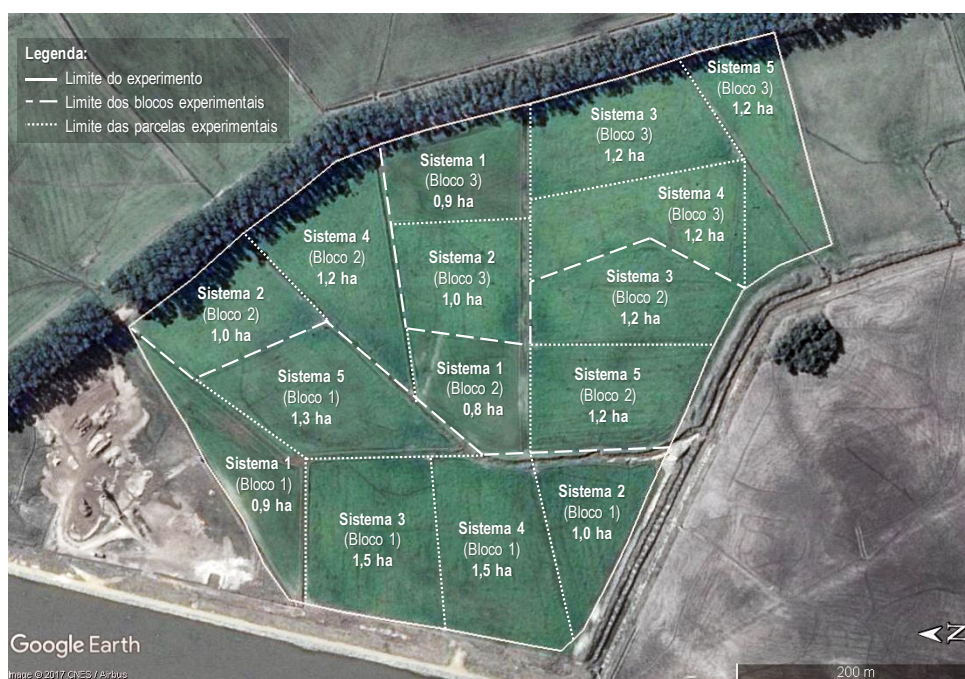 Legenda:
Limite do experimento
Limite dos blocos experimentais
Limite das parcelas experimentais
Sistema 5
(Bloco 3)
1,2 ha
Sistema 3
(Bloco 3)
1,2 ha
Sistema 1
(Bloco 3)
0,9 ha
Sistema 4
(Bloco 3)
1,2 ha
Sistema 4
(Bloco 2)
1,2 ha
Sistema 2
(Bloco 3)
1,0 ha
Sistema 3
(Bloco 2)
1,2 ha
Sistema 2
(Bloco 2)
1,0 ha
Sistema 1
(Bloco 2)
0,8 ha
Sistema 5
(Bloco 2)
1,2 ha
Sistema 5
(Bloco 1)
1,3 ha
Sistema 1
(Bloco 1)
0,9 ha
Sistema 3
(Bloco 1)
1,5 ha
Sistema 4
(Bloco 1)
1,5 ha
Sistema 2
(Bloco 1)
1,0 ha
Google Earth
N
Image © 2017 CNES / Airbus
200 m